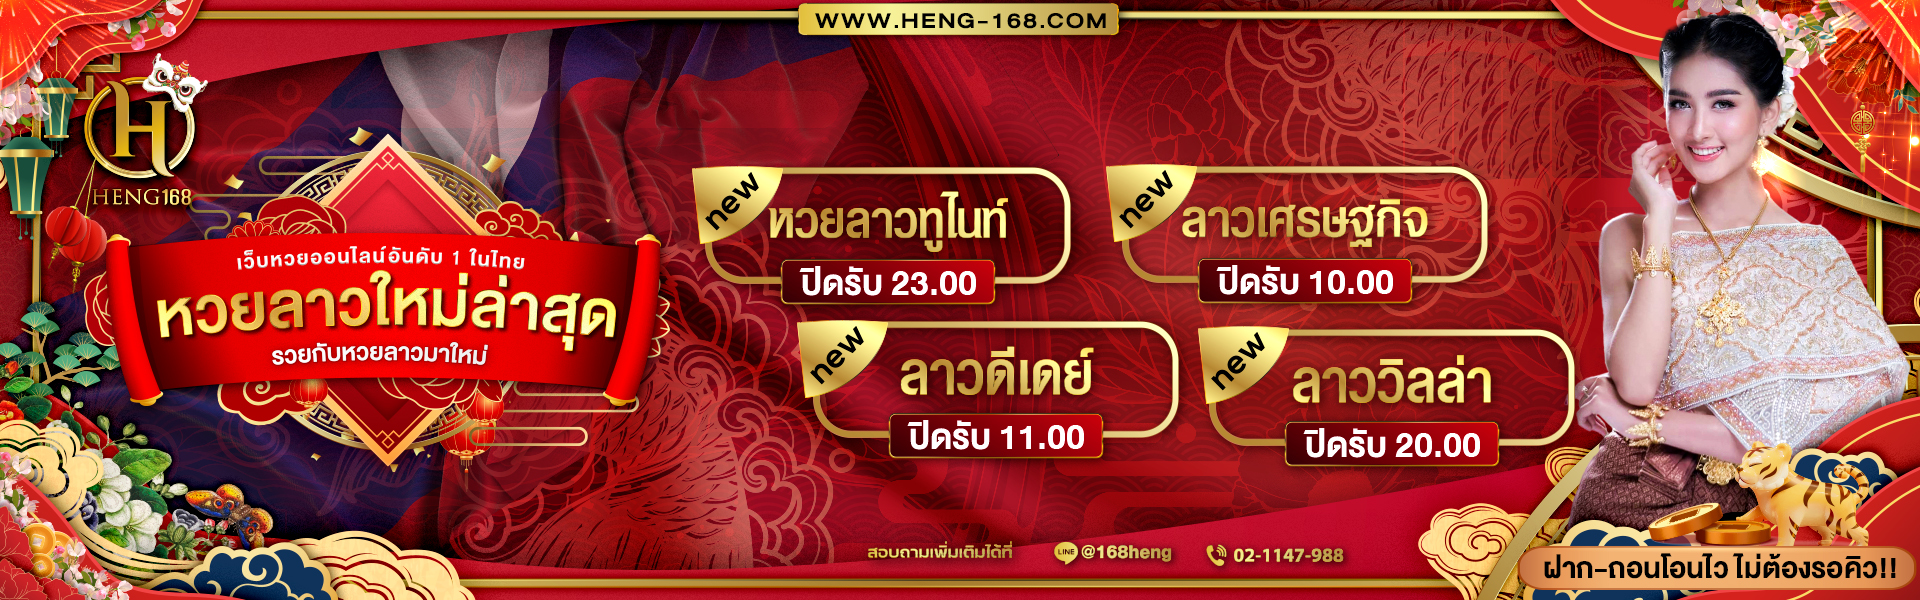 WWW.HENG-168.COM
H
HENG168
เว็บหวยออนไลน์อันดับ 1 ในไทย
หวยลาวใหม่ล่าสุด
รวยกับหวยลาวมาใหม่
new
หวยลาวทูไนท์
ปิดรับ 23.00
new
ลาวเศรษฐกิจ
ปิดรับ 10.00
new
ลาวดีเดย์
ปิดรับ 11.00
new
ลาววิลล่า
ปิดรับ 20.00
สอบถามเพิ่มเติมได้ที่ LINE @168heng 02-1147-988
ฝาก-ถอนโอนไว ไม่ต้องรอคิว!!